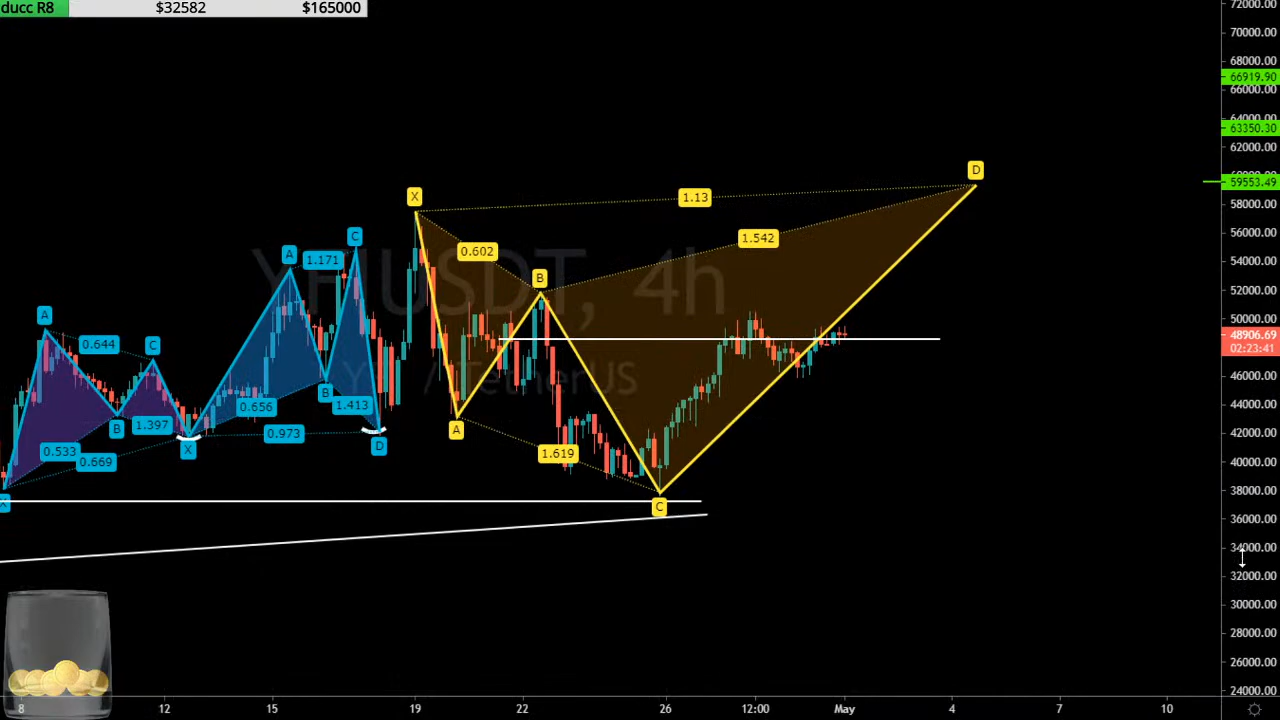 ducc R8 $32582 $165000
72000.00
70000.00
68000.00
66919.90
66000.00
64000.00
63350.30
62000.00
59553.49
58000.00
56000.00
54000.00
52000.00
50000.00
48906.69
02:23:41
46000.00
44000.00
42000.00
40000.00
38000.00
36000.00
34000.00
32000.00
30000.00
28000.00
26000.00
24000.00
YFIUSDT, 4h
/ TetherUS
A
0.644
C
0.533
0.669
B
1.397
X
X
A
1.171
C
B
0.656
1.413
0.973
D
X
0.602
B
A
1.619
C
1.13
1.542
D
8 12 15 19 22 26 12:00 May 4 7 10